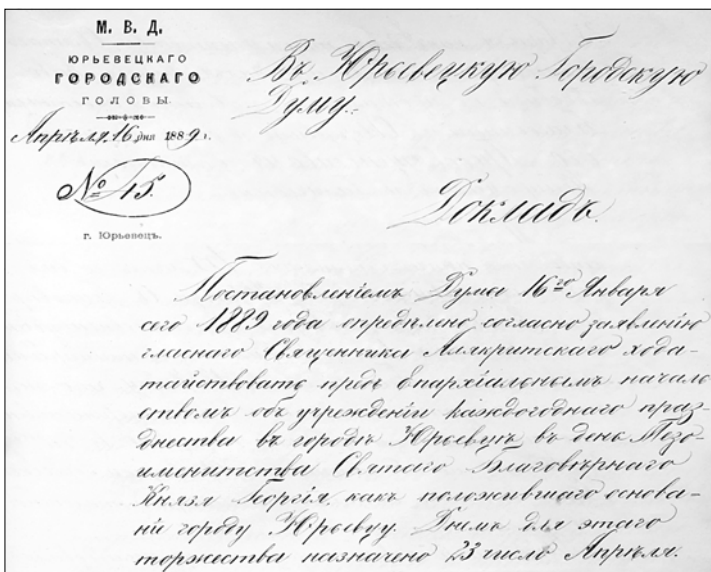 М. В. Д.
ЮРЬЕВЕЦКАГО
ГОРОДСКАГО
ГОЛОВЫ.
Апрѣля 16 дня 1889 г.
№ 15.
г. Юрьевецъ.
Въ Юрьевецкую Городскую
Думу.
Докладъ.
Постановленіемъ Думы 16го Января
сего 1889 года опредѣлено, согласно заявленію
гласнаго Священника Алякритскаго хода-
тайствовать предъ Епархіальнымъ началь
ствомъ объ учрежденіи каждогоднаго праз-
днества въ городѣ Юрьевцѣ въ день Тезо-
именитства Святаго Благовѣрнаго
Князя Георгія, какъ положившаго основа-
ніе городу Юрьевцу. Днемъ для этаго
торжества назначено 23 число Апрѣля.